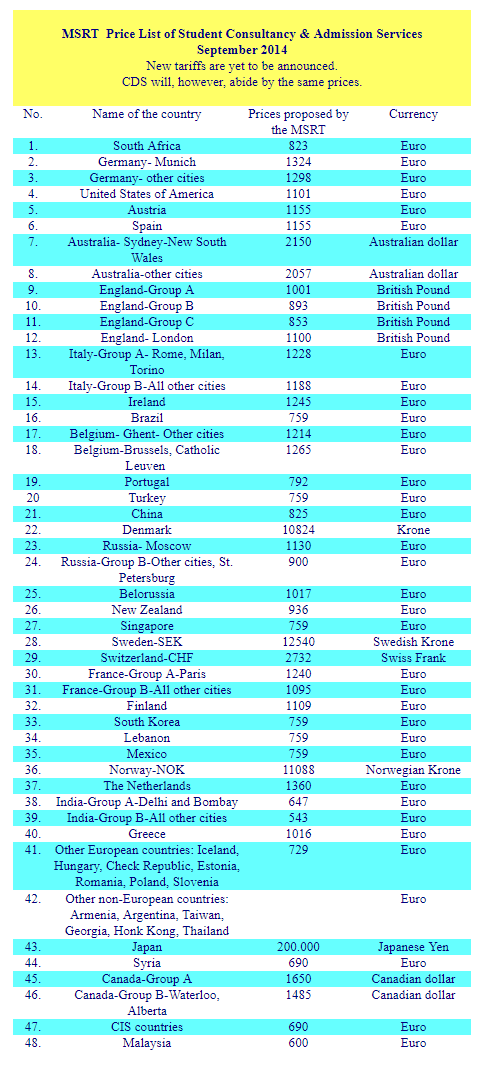 MSRT Price List of Student Consultancy & Admission Services
September 2014
New tariffs are yet to be announced.
CDS will, however, abide by the same prices.
No. Name of the country Prices proposed by the MSRT Currency
1. South Africa 823 Euro
2. Germany- Munich 1324 Euro
3. Germany- other cities 1298 Euro
4. United States of America 1101 Euro
5. Austria 1155 Euro
6. Spain 1155 Euro
7. Australia- Sydney-New South Wales 2150 Australian dollar
8. Australia-other cities 2057 Australian dollar
9. England-Group A 1001 British Pound
10. England-Group B 893 British Pound
11. England-Group C 853 British Pound
12. England- London 1100 British Pound
13. Italy-Group A- Rome, Milan, Torino 1228 Euro
14. Italy-Group B-All other cities 1188 Euro
15. Ireland 1245 Euro
16. Brazil 759 Euro
17. Belgium- Ghent- Other cities 1214 Euro
18. Belgium-Brussels, Catholic Leuven 1265 Euro
19. Portugal 792 Euro
20 Turkey 759 Euro
21. China 825 Euro
22. Denmark 10824 Krone
23. Russia- Moscow 1130 Euro
24. Russia-Group B-Other cities, St. Petersburg 900 Euro
25. Belorussia 1017 Euro
26. New Zealand 936 Euro
27. Singapore 759 Euro
28. Sweden-SEK 12540 Swedish Krone
29. Switzerland-CHF 2732 Swiss Frank
30. France-Group A-Paris 1240 Euro
31. France-Group B-All other cities 1095 Euro
32. Finland 1109 Euro
33. South Korea 759 Euro
34. Lebanon 759 Euro
35. Mexico 759 Euro
36. Norway-NOK 11088 Norwegian Krone
37. The Netherlands 1360 Euro
38. India-Group A-Delhi and Bombay 647 Euro
39. India-Group B-All other cities 543 Euro
40. Greece 1016 Euro
41. Other European countries: Iceland, Hungary, Check Republic, Estonia, Romania, Poland, Slovenia 729 Euro
42. Other non-European countries: Armenia, Argentina, Taiwan, Georgia, Honk Kong, Thailand Euro
43. Japan 200.000 Japanese Yen
44. Syria 690 Euro
45. Canada-Group A 1650 Canadian dollar
46. Canada-Group B-Waterloo, Alberta 1485 Canadian dollar
47. CIS countries 690 Euro
48. Malaysia 600 Euro